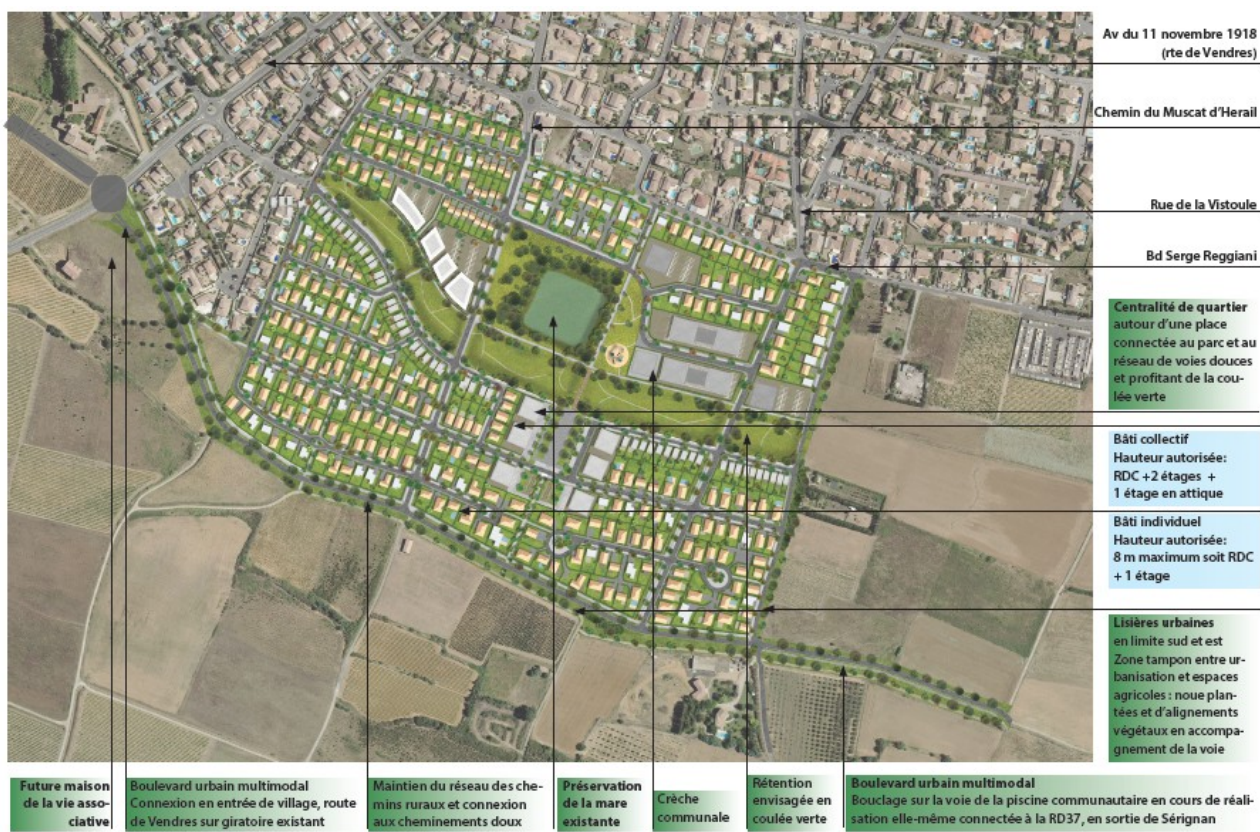 Av du 11 novembre 1918
(rte de Vendres)
Chemin du Muscat d'Herail
Rue de la Vistoule
Bd Serge Reggiani
Centralité de quartier
autour d'une place
connectée au parc et au
réseau de voies douces
et profitant de la cou-
lée verte
Bâti collectif
Hauteur autorisée:
RDC +2 étages +
1 étage en attique
Bâti individuel
Hauteur autorisée:
8 m maximum soit RDC
+ 1 étage
Lisières urbaines
en limite sud et est
Zone tampon entre ur-
banisation et espaces
agricoles : noue plan-
tées et d'alignements
végétaux en accompa-
gnement de la voie
Future maison
de la vie asso-
ciative
Boulevard urbain multimodal
Connexion en entrée de village, route
de Vendres sur giratoire existant
Maintien du réseau des che-
mins ruraux et connexion
aux cheminements doux
Préservation
de la mare
existante
Crèche
communale
Rétention
envisagée en
coulée verte
Boulevard urbain multimodal
Bouclage sur la voie de la piscine communautaire en cours de réali-
sation elle-même connectée à la RD37, en sortie de Sérignan